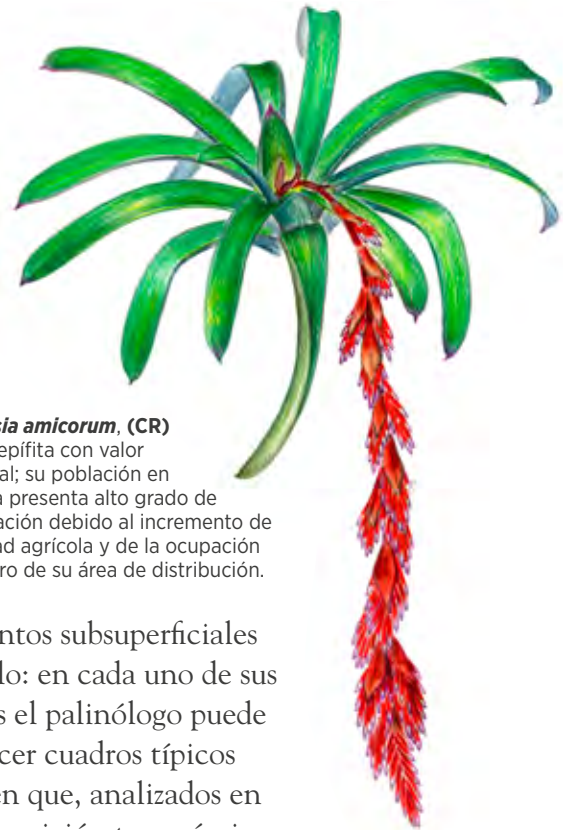 sia amicorum, (CR)
epífita con valor
al; su población en
a presenta alto grado de
ación debido al incremento de
ad agrícola y de la ocupación
ro de su área de distribución.
ntos subsuperficiales
lo: en cada uno de sus
s el palinólogo puede
cer cuadros típicos
en que, analizados en